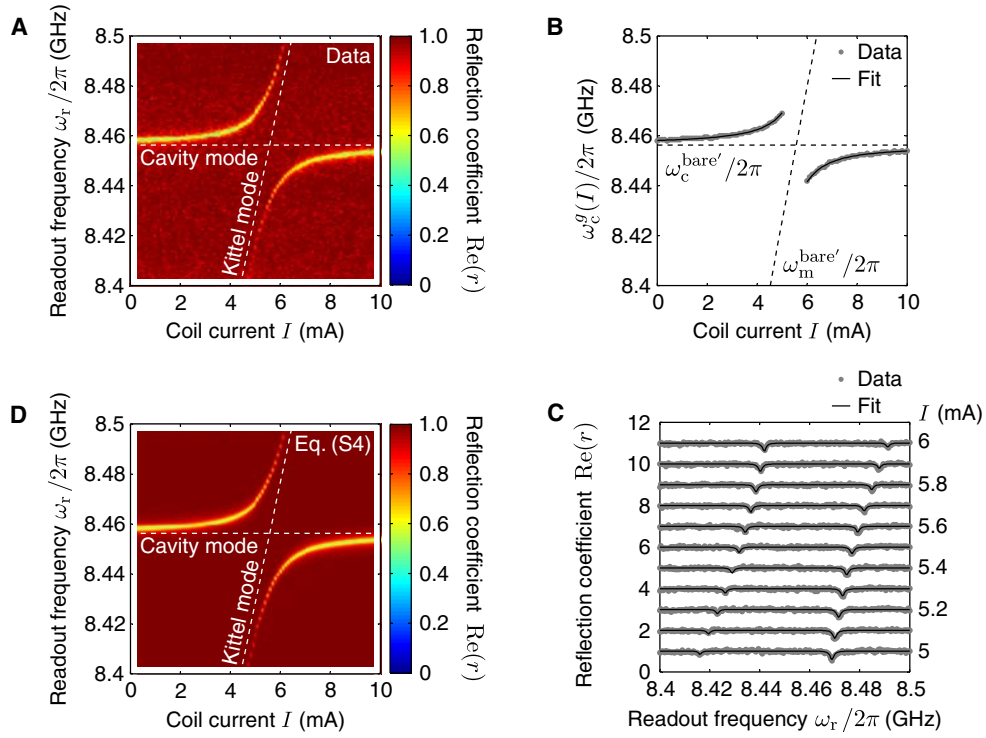 A
Readout frequency ωr/2π (GHz)
8.5
8.48
8.46
8.44
8.42
8.4
Data
Cavity mode
Kittel mode
0 2 4 6 8 10
Coil current I (mA)
1.0
0.8
0.6
0.4
0.2
0
Reflection coefficient Re(r)
B
ω_c^g(I)/2π (GHz)
8.5
8.48
8.46
8.44
8.42
8.4
Data
Fit
ω_c^bare′/2π
ω_m^bare′/2π
0 2 4 6 8 10
Coil current I (mA)
D
Readout frequency ωr/2π (GHz)
8.5
8.48
8.46
8.44
8.42
8.4
Eq. (S4)
Cavity mode
Kittel mode
0 2 4 6 8 10
Coil current I (mA)
1.0
0.8
0.6
0.4
0.2
0
Reflection coefficient Re(r)
C
Data
Fit
I (mA)
Reflection coefficient Re(r)
12
10
8
6
4
2
0
6
5.8
5.6
5.4
5.2
5
8.4 8.42 8.44 8.46 8.48 8.5
Readout frequency ωr/2π (GHz)